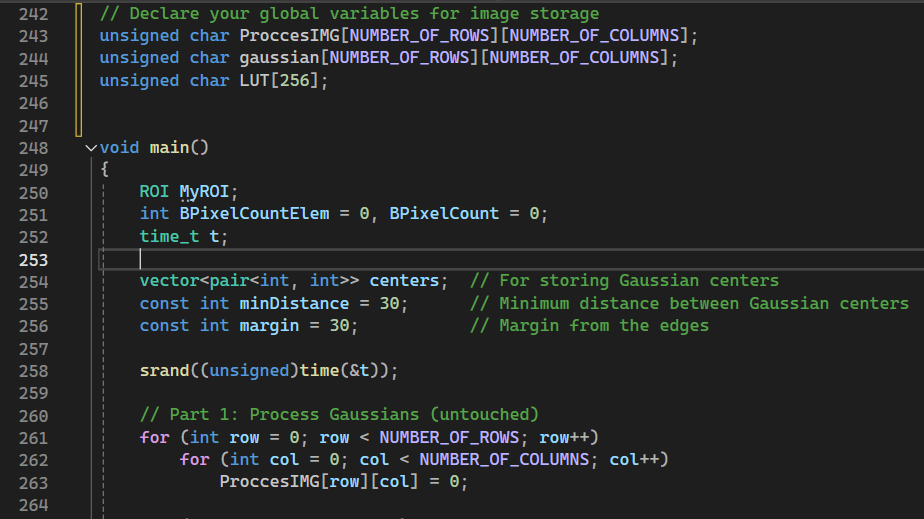 242 // Declare your global variables for image storage
243 unsigned char ProccesIMG[NUMBER_OF_ROWS][NUMBER_OF_COLUMNS];
244 unsigned char gaussian[NUMBER_OF_ROWS][NUMBER_OF_COLUMNS];
245 unsigned char LUT[256];
246
247
248 void main()
249 {
250     ROI MyROI;
251     int BPixelCountElem = 0, BPixelCount = 0;
252     time_t t;
253
254     vector<pair<int, int>> centers;  // For storing Gaussian centers
255     const int minDistance = 30;      // Minimum distance between Gaussian centers
256     const int margin = 30;           // Margin from the edges
257
258     srand((unsigned)time(&t));
259
260     // Part 1: Process Gaussians (untouched)
261     for (int row = 0; row < NUMBER_OF_ROWS; row++)
262         for (int col = 0; col < NUMBER_OF_COLUMNS; col++)
263             ProccesIMG[row][col] = 0;
264